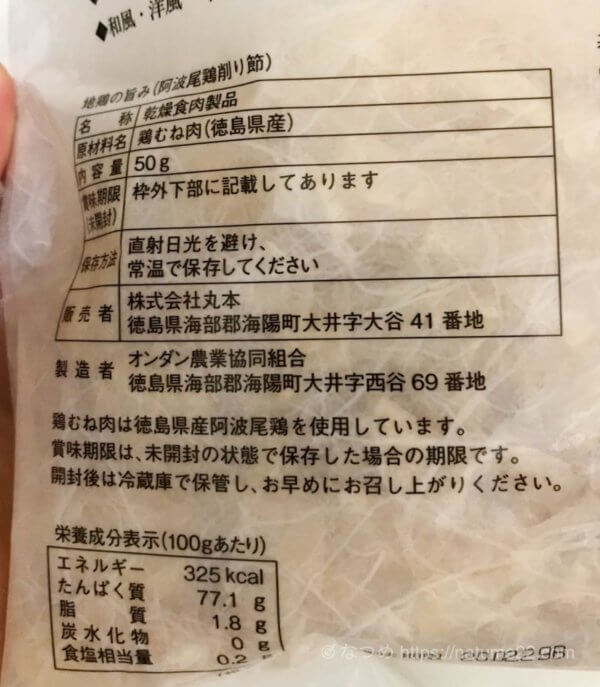 ◆和風・洋風
地鶏の旨み(阿波尾鶏削り節)
名 称 乾燥食肉製品
原材料名 鶏むね肉(徳島県産)
内容量 50g
賞味期限 枠外下部に記載してあります
(未開封)
保存方法 直射日光を避け、
常温で保存してください
販売者 株式会社丸本
徳島県海部郡海陽町大井字大谷 41 番地
製造者 オンダン農業協同組合
徳島県海部郡海陽町大井字西谷 69 番地
鶏むね肉は徳島県産阿波尾鶏を使用しています。
賞味期限は、未開封の状態で保存した場合の期限です。
開封後は冷蔵庫で保管し、お早めにお召し上がりください。
栄養成分表示(100gあたり)
エネルギー 325 kcal
たんぱく質 77.1 g
脂 質 1.8 g
炭水化物 0 g
食塩相当量 0.2 g
なつめ